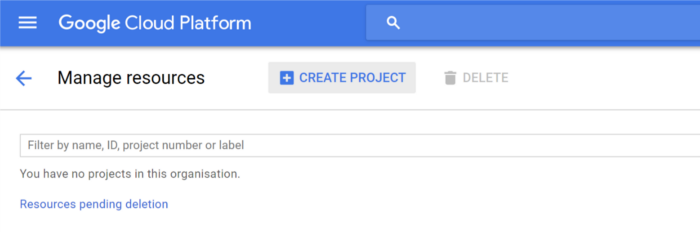 Google Cloud Platform
Manage resources
CREATE PROJECT
DELETE
Filter by name, ID, project number or label
You have no projects in this organisation.
Resources pending deletion